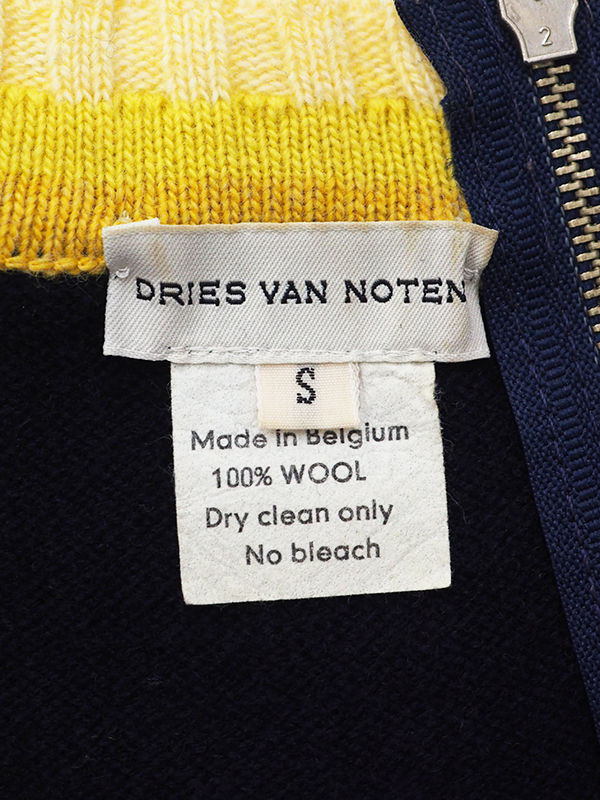 2
DRIES VAN NOTEN
S
Made in Belgium
100% WOOL
Dry clean only
No bleach